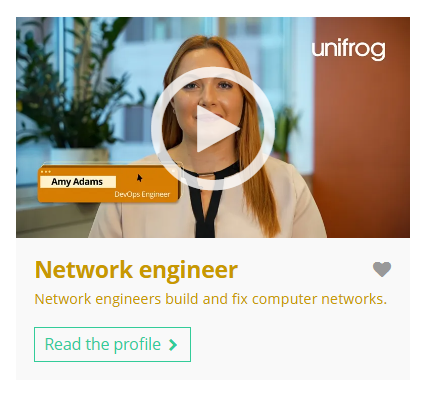 unifrog
Amy Adams
DevOps Engineer
Network engineer
Network engineers build and fix computer networks.
Read the profile